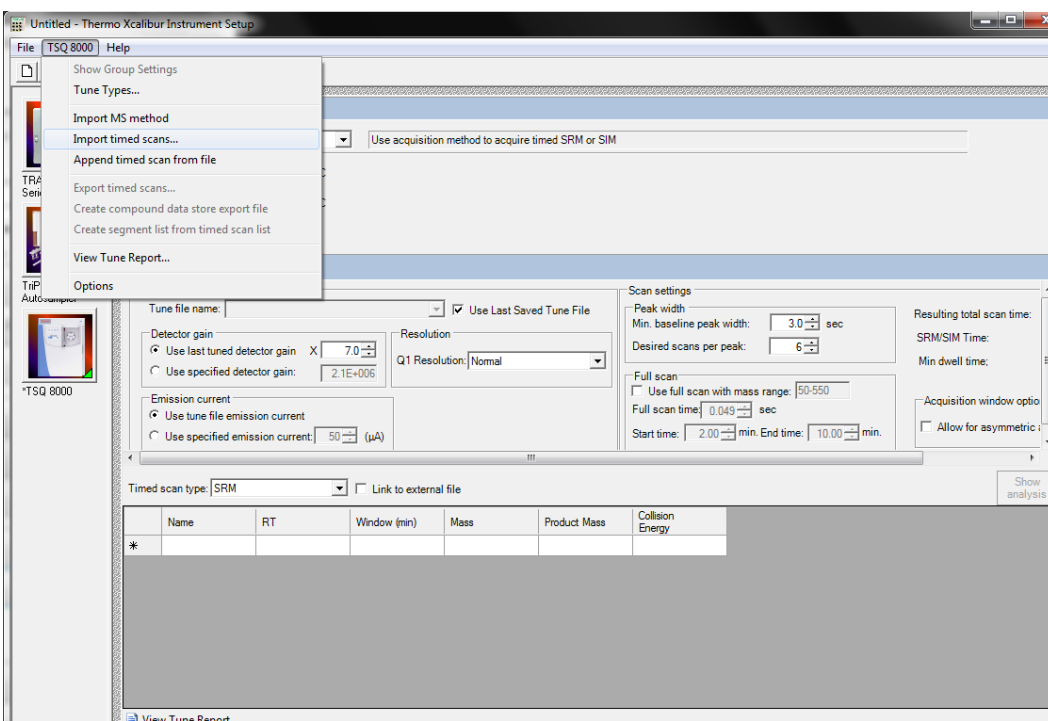 Untitled - Thermo Xcalibur Instrument Setup
File TSQ 8000 Help
Show Group Settings
Tune Types...
Import MS method
Import timed scans...
Append timed scan from file
Export timed scans...
Create compound data store export file
Create segment list from timed scan list
View Tune Report...
Options
Use acquisition method to acquire timed SRM or SIM
TRA
Seri
TriP
Autosampler
*TSQ 8000
Tune file name: Use Last Saved Tune File
Detector gain
Use last tuned detector gain X 7.0
Use specified detector gain: 2.1E+006
Resolution
Q1 Resolution: Normal
Emission current
Use tune file emission current
Use specified emission current: 50 (µA)
Scan settings
Peak width
Min. baseline peak width: 3.0 sec
Desired scans per peak: 6
Full scan
Use full scan with mass range: 50-550
Full scan time: 0.049 sec
Start time: 2.00 min. End time: 10.00 min.
Resulting total scan time:
SRM/SIM Time:
Min dwell time;
Acquisition window optio
Allow for asymmetric
Timed scan type: SRM Link to external file
Show analysis
Name RT Window (min) Mass Product Mass Collision Energy
View Tune Report